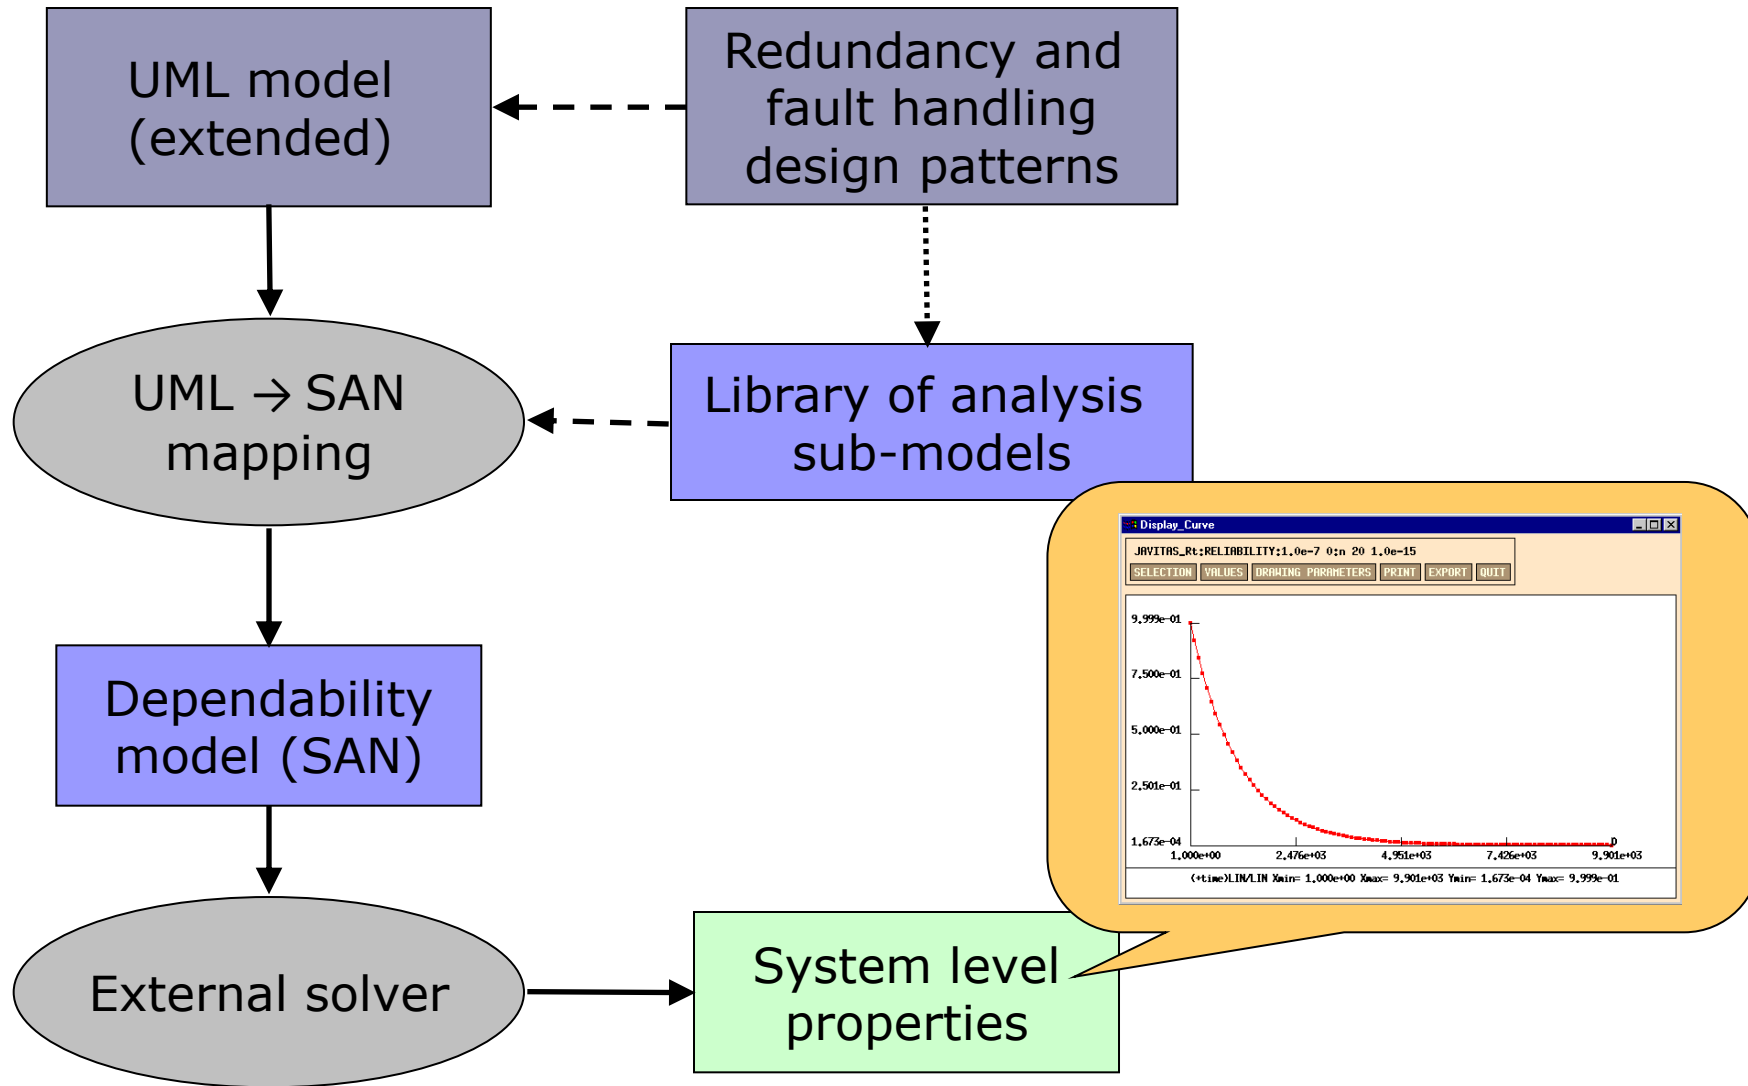 UML model
(extended)
Redundancy and
fault handling
design patterns
UML → SAN
mapping
Library of analysis
sub-models
Dependability
model (SAN)
External solver
System level
properties
Display_Curve
JAVITAS_Rt:RELIABILITY:1.0e-7 0:n 20 1.0e-15
SELECTION VALUES DRAWING PARAMETERS PRINT EXPORT QUIT
9.999e-01
7.500e-01
5.000e-01
2.501e-01
1.673e-04
D
1.000e+00 2.476e+03 4.951e+03 7.426e+03 9.901e+03
(+time)LIN/LIN Xmin= 1.000e+00 Xmax= 9.901e+03 Ymin= 1.673e-04 Ymax= 9.999e-01